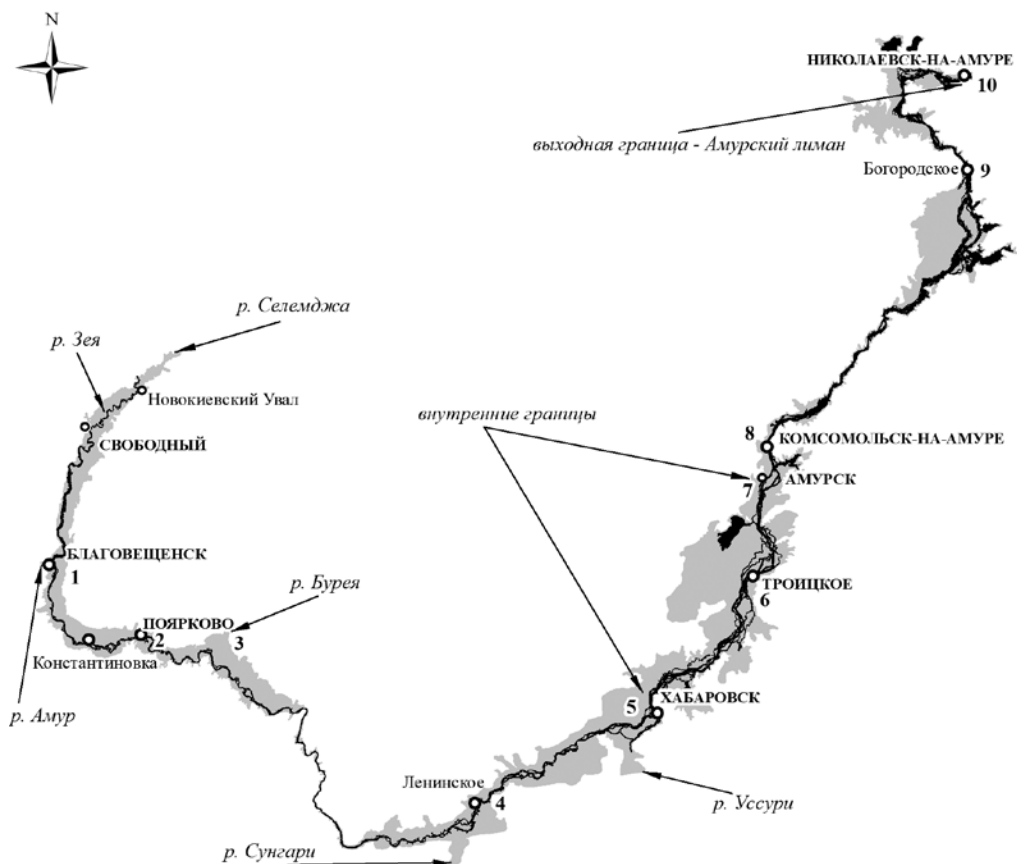 N
НИКОЛАЕВСК-НА-АМУРЕ
10
выходная граница - Амурский лиман
Богородское
9
р. Селемджа
р. Зея
Новокиевский Увал
внутренние границы
СВОБОДНЫЙ
8
КОМСОМОЛЬСК-НА-АМУРЕ
7
АМУРСК
БЛАГОВЕЩЕНСК
1
р. Бурея
ТРОИЦКОЕ
6
ПОЯРКОВО
2
3
Константиновка
р. Амур
5
ХАБАРОВСК
Ленинское
4
р. Уссури
р. Сунгари